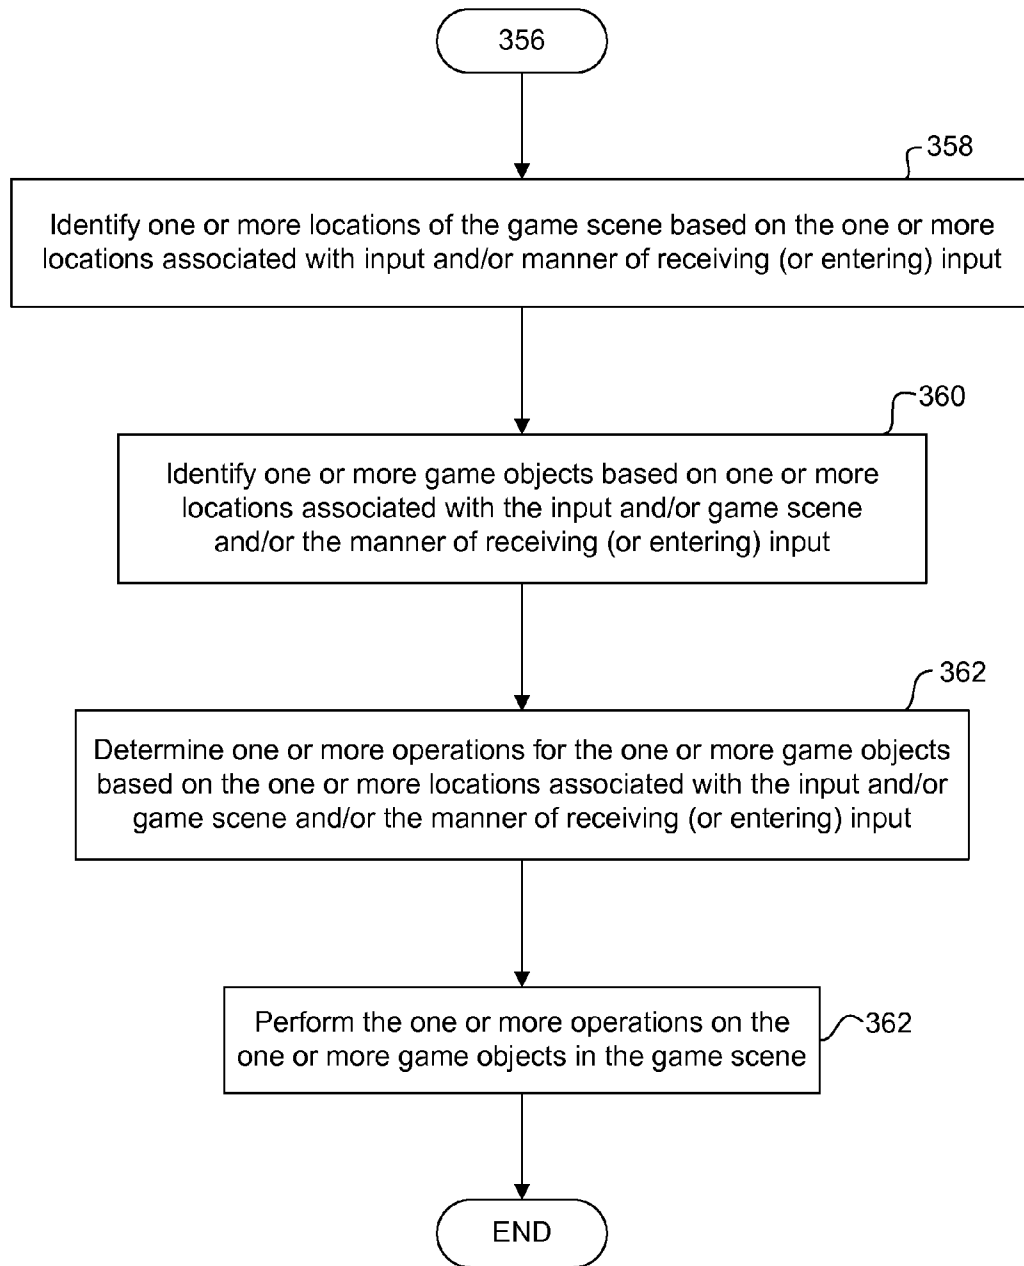 356
358
Identify one or more locations of the game scene based on the one or more
locations associated with input and/or manner of receiving (or entering) input
360
Identify one or more game objects based on one or more
locations associated with the input and/or game scene
and/or the manner of receiving (or entering) input
362
Determine one or more operations for the one or more game objects
based on the one or more locations associated with the input and/or
game scene and/or the manner of receiving (or entering) input
Perform the one or more operations on the
one or more game objects in the game scene
362
END